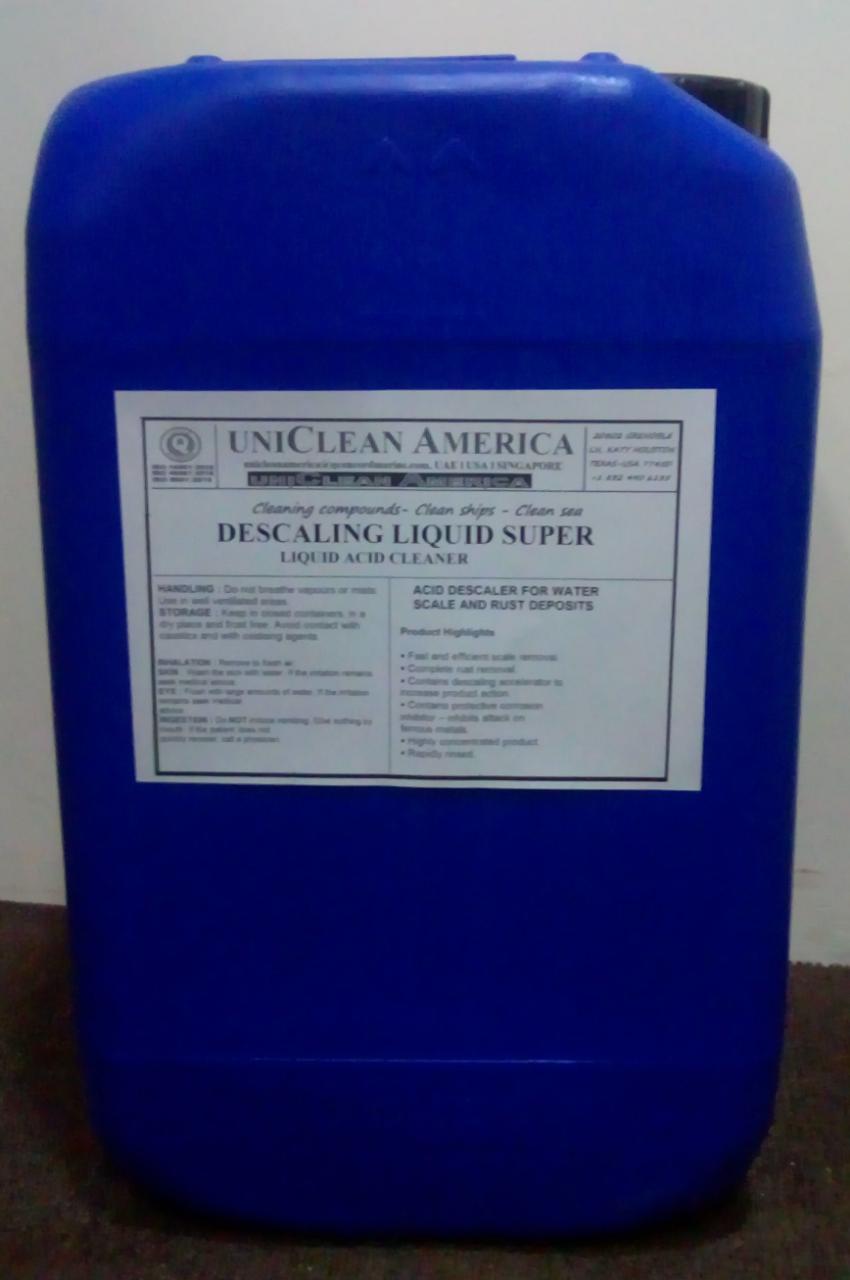 UNICLEAN AMERICA
UAE | USA | SINGAPORE
UNICLEAN AMERICA
LN, KATY HOUSTON
TEXAS-USA
Cleaning compounds- Clean ships - Clean sea
DESCALING LIQUID SUPER
LIQUID ACID CLEANER
HANDLING : Do not breathe vapours or mists.
Use in well ventilated areas.
STORAGE : Keep in closed containers, in a
dry place and frost free. Avoid contact with
caustics and with oxidising agents.
INHALATION : Remove to fresh air.
SKIN : Wash the skin with water. If the irritation remains
seek medical advice.
EYE : Flush with large amounts of water. If the irritation
remains seek medical
advice.
INGESTION : Do NOT induce vomiting. Give nothing by
mouth. If the patient does not
quickly recover, call a physician.
ACID DESCALER FOR WATER
SCALE AND RUST DEPOSITS
Product Highlights
• Fast and efficient scale removal.
• Complete rust removal.
• Contains descaling accelerator to
increase product action.
• Contains protective corrosion
inhibitor – inhibits attack on
ferrous metals.
• Highly concentrated product.
• Rapidly rinsed.